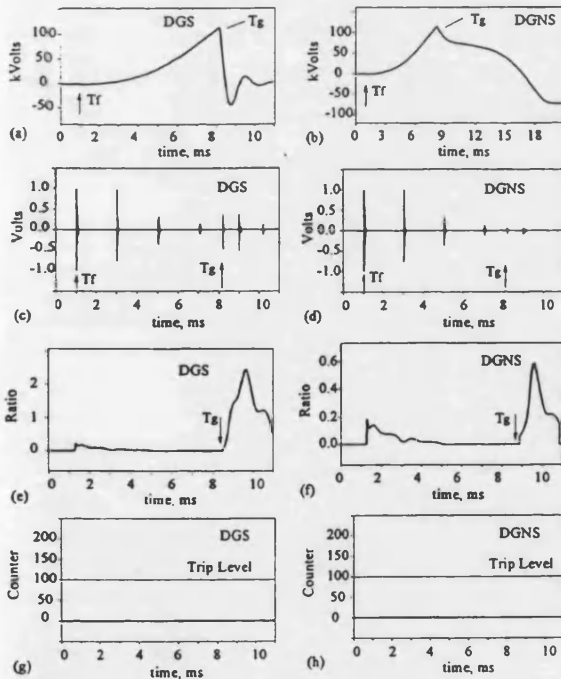 DGS
Tg
100
50
0
-50
kVolts
Tf
0 2 4 6 8 10
(a)
time, ms
DGNS
Tg
100
50
0
-50
-100
kVolts
Tf
0 3 6 9 12 15 18
(b)
time, ms
DGS
1.0
0.5
0.0
-0.5
-1.0
Volts
Tf
Tg
0 2 4 6 8 10
(c)
time, ms
DGNS
1.0
0.5
0.0
-0.5
-1.0
Volts
Tf
Tg
0 2 4 6 8 10
(d)
time, ms
DGS
2
1
0
Ratio
Tg
0 2 4 6 8 10
(e)
time, ms
DGNS
0.6
0.4
0.2
0.0
Ratio
Tg
0 2 4 6 8 10
(f)
time, ms
DGS
200
150
100
50
0
Counter
Trip Level
0 2 4 6 8 10
(g)
time, ms
DGNS
200
150
100
50
0
Counter
Trip Level
0 2 4 6 8 10
(h)
time, ms